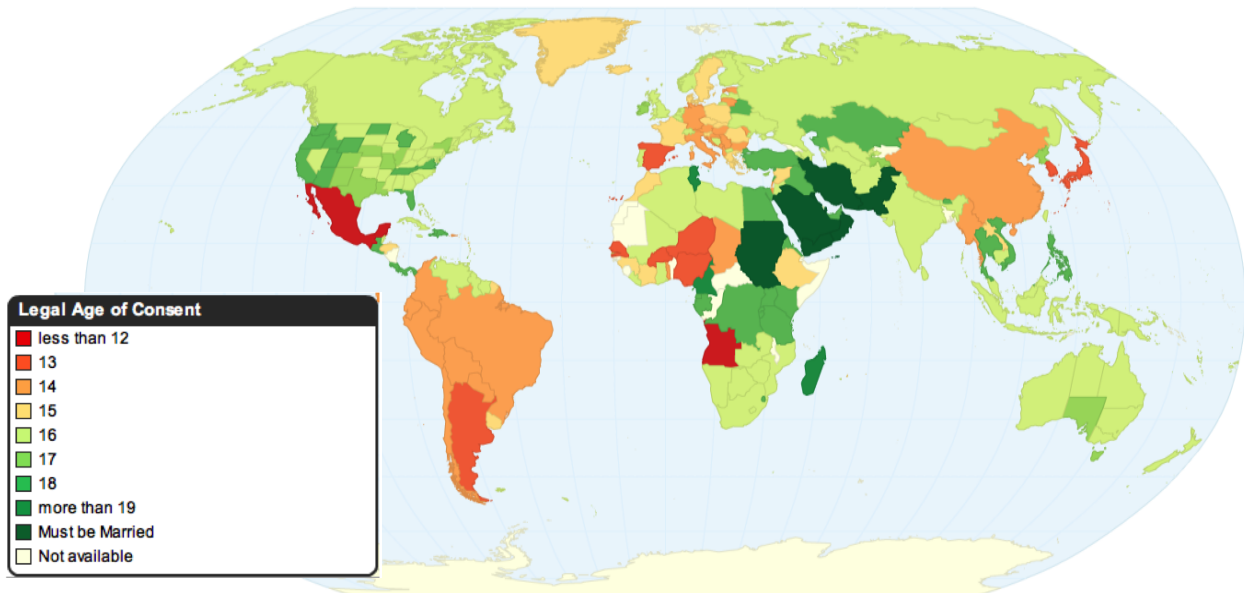 Legal Age of Consent
less than 12
13
14
15
16
17
18
more than 19
Must be Married
Not available